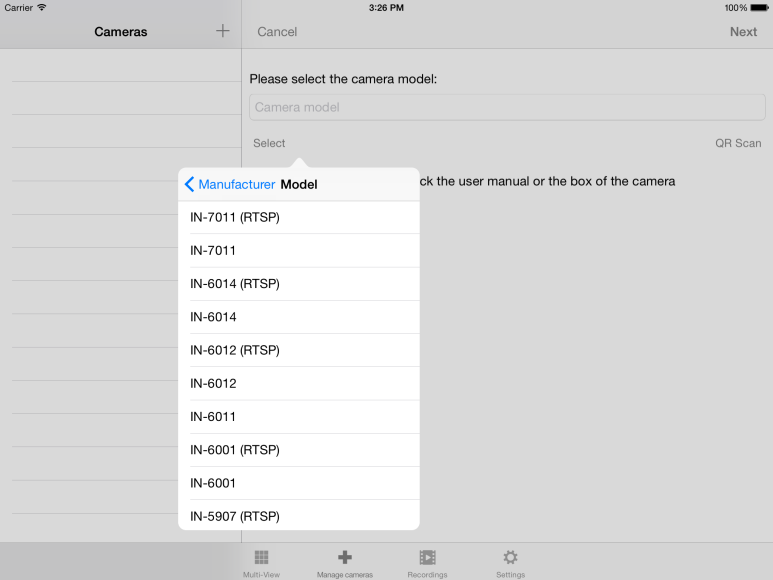 Carrier 3:26 PM 100%
Cameras Cancel Next
Please select the camera model:
Camera model
Select QR Scan
ck the user manual or the box of the camera
Manufacturer Model
IN-7011 (RTSP)
IN-7011
IN-6014 (RTSP)
IN-6014
IN-6012 (RTSP)
IN-6012
IN-6011
IN-6001 (RTSP)
IN-6001
IN-5907 (RTSP)
Multi-View Manage cameras Recordings Settings